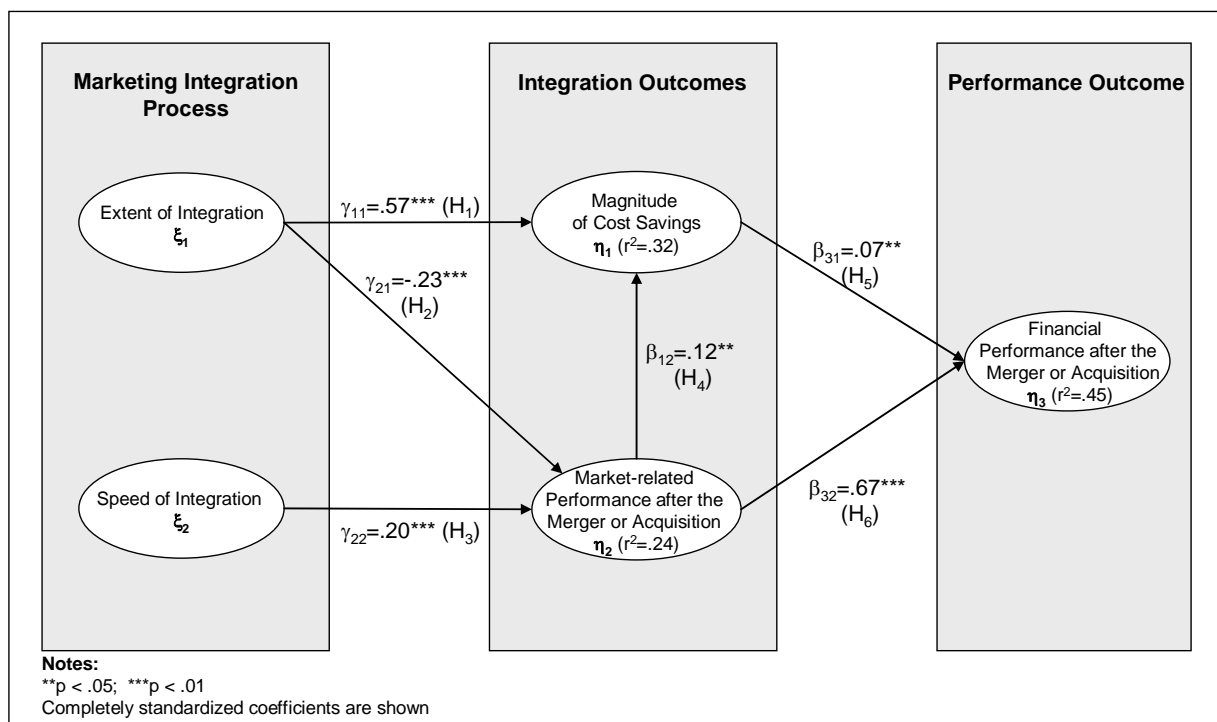 Marketing Integration
Process
Integration Outcomes
Performance Outcome
Extent of Integration
ξ₁
γ₁₁=.57*** (H₁)
Magnitude
of Cost Savings
η₁ (r²=.32)
γ₂₁=-.23***
(H₂)
β₃₁=.07**
(H₅)
β₁₂=.12**
(H₄)
Financial
Performance after the
Merger or Acquisition
η₃ (r²=.45)
Speed of Integration
ξ₂
γ₂₂=.20*** (H₃)
Market-related
Performance after the
Merger or Acquisition
η₂ (r²=.24)
β₃₂=.67***
(H₆)
Notes:
**p < .05; ***p < .01
Completely standardized coefficients are shown